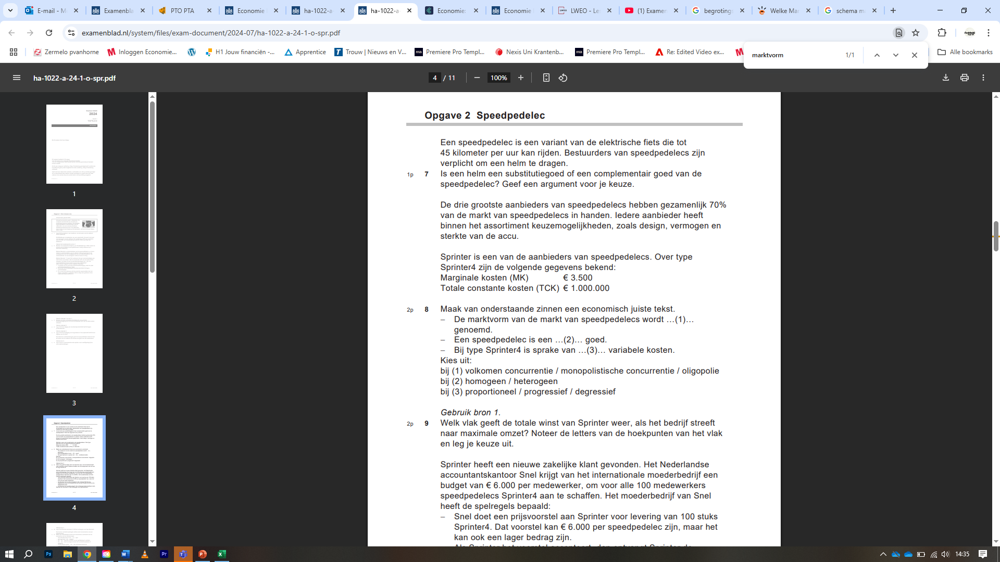 E-mail - M
Examenbla
PTO PTA
Economie
ha-1022-a
ha-1022-a
Economie:
Economie
LWEO - Le
(1) Examen
begroting
Welke Mar
schema m
examenblad.nl/system/files/exam-document/2024-07/ha-1022-a-24-1-o-spr.pdf
Zermelo pvanhorne
Inloggen Economie...
H1 Jouw financiën -...
Apprentice
Trouw | Nieuws en V...
Premiere Pro Templ...
Nexis Uni Krantenb...
Premiere Pro Templ...
Re: Edited Video ex...
Alle bookmarks
marktvorm 1/1
ha-1022-a-24-1-o-spr.pdf
4 / 11
100%
1
2
3
4
Opgave 2 Speedpedelec
Een speedpedelec is een variant van de elektrische fiets die tot
45 kilometer per uur kan rijden. Bestuurders van speedpedelecs zijn
verplicht om een helm te dragen.
1p 7 Is een helm een substitutiegoed of een complementair goed van de
speedpedelec? Geef een argument voor je keuze.
De drie grootste aanbieders van speedpedelecs hebben gezamenlijk 70%
van de markt van speedpedelecs in handen. Iedere aanbieder heeft
binnen het assortiment keuzemogelijkheden, zoals design, vermogen en
sterkte van de accu.
Sprinter is een van de aanbieders van speedpedelecs. Over type
Sprinter4 zijn de volgende gegevens bekend:
Marginale kosten (MK) € 3.500
Totale constante kosten (TCK) € 1.000.000
2p 8 Maak van onderstaande zinnen een economisch juiste tekst.
– De marktvorm van de markt van speedpedelecs wordt …(1)…
genoemd.
– Een speedpedelec is een …(2)… goed.
– Bij type Sprinter4 is sprake van …(3)… variabele kosten.
Kies uit:
bij (1) volkomen concurrentie / monopolistische concurrentie / oligopolie
bij (2) homogeen / heterogeen
bij (3) proportioneel / progressief / degressief
Gebruik bron 1.
2p 9 Welk vlak geeft de totale winst van Sprinter weer, als het bedrijf streeft
naar maximale omzet? Noteer de letters van de hoekpunten van het vlak
en leg je keuze uit.
Sprinter heeft een nieuwe zakelijke klant gevonden. Het Nederlandse
accountantskantoor Snel krijgt van het internationale moederbedrijf een
budget van € 6.000 per medewerker, om voor alle 100 medewerkers
speedpedelecs Sprinter4 aan te schaffen. Het moederbedrijf van Snel
heeft de spelregels bepaald:
– Snel doet een prijsvoorstel aan Sprinter voor levering van 100 stuks
Sprinter4. Dat voorstel kan € 6.000 per speedpedelec zijn, maar het
kan ook een lager bedrag zijn.
14:35